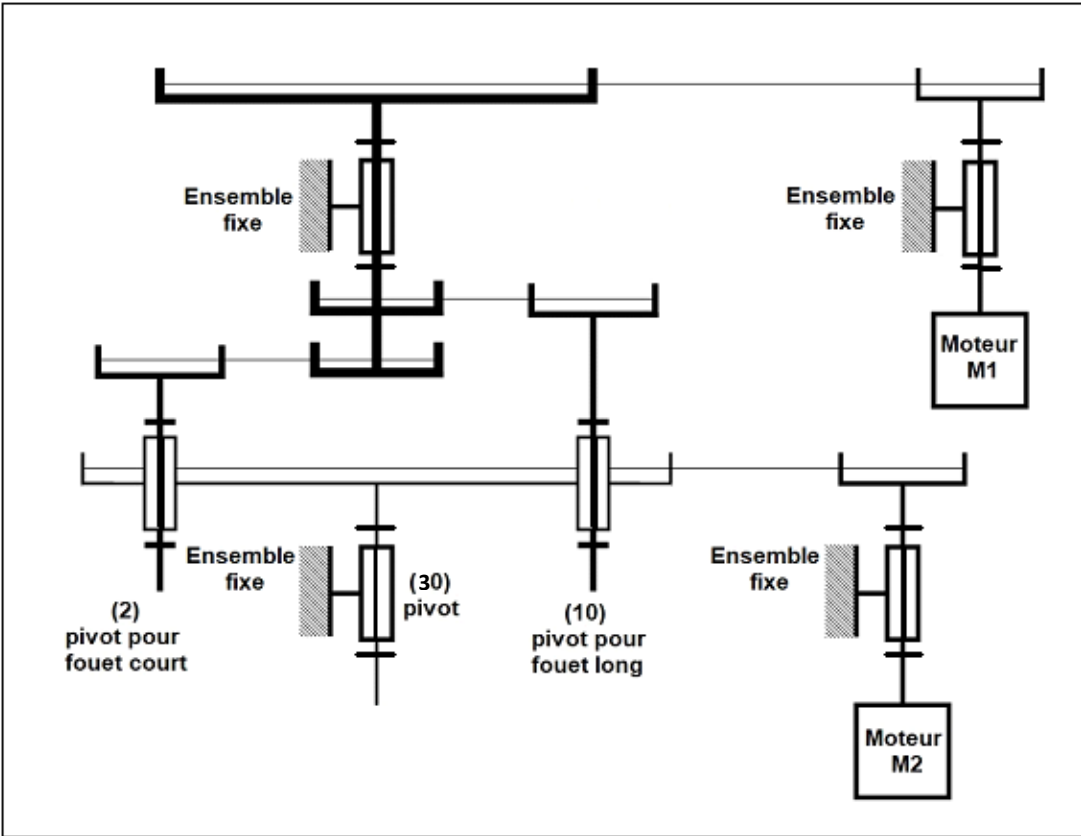 Ensemble
fixe
Ensemble
fixe
Moteur
M1
Ensemble
fixe
(30)
pivot
Ensemble
fixe
(2)
pivot pour
fouet court
(10)
pivot pour
fouet long
Moteur
M2